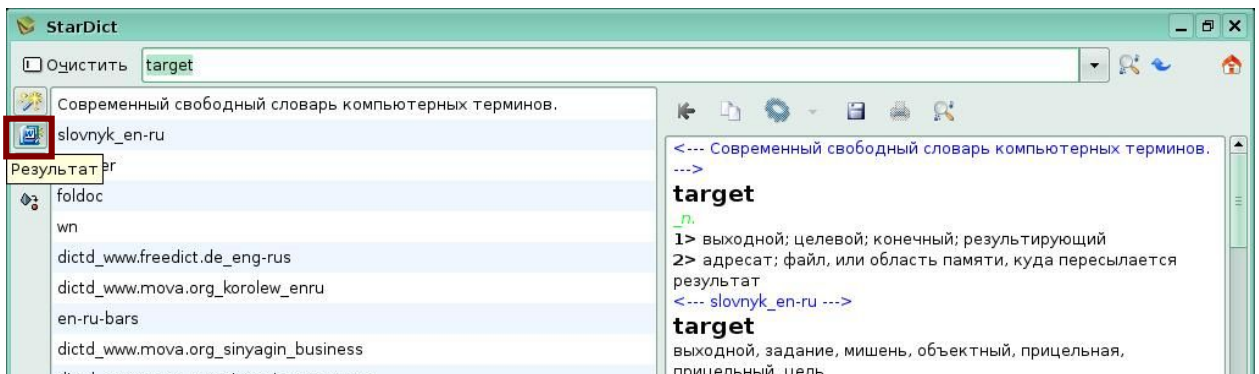 StarDict
Очистить target
Современный свободный словарь компьютерных терминов.
slovnyk_en-ru
Результат
foldoc
wn
dictd_www.freedict.de_eng-rus
dictd_www.mova.org_korolew_enru
en-ru-bars
dictd_www.mova.org_sinyagin_business
<--- Современный свободный словарь компьютерных терминов.
--->
target
_n.
1> выходной; целевой; конечный; результирующий
2> адресат; файл, или область памяти, куда пересылается
результат
<--- slovnyk_en-ru --->
target
выходной, задание, мишень, объектный, прицельная,
прицельный, цель